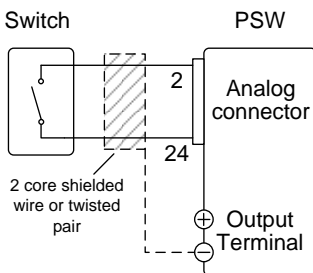 Switch
PSW
2
Analog
connector
24
2 core shielded
wire or twisted
pair
Output
Terminal